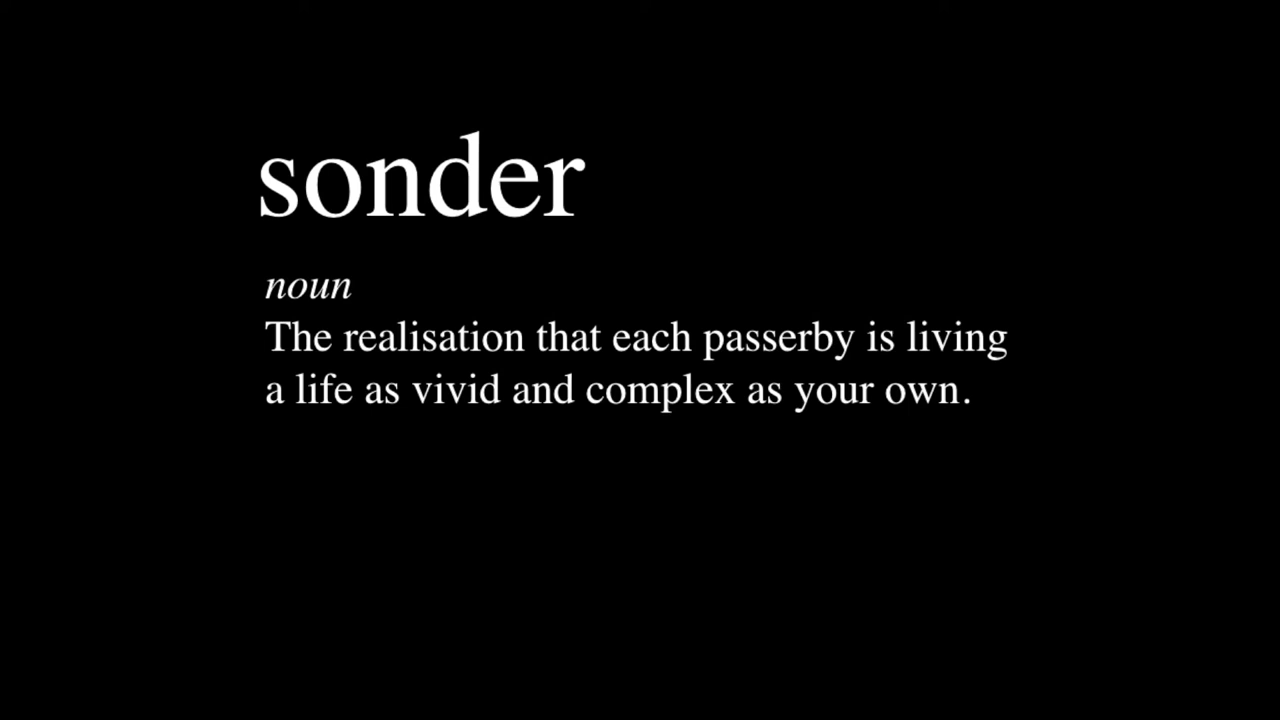 sonder
noun
The realisation that each passerby is living
a life as vivid and complex as your own.